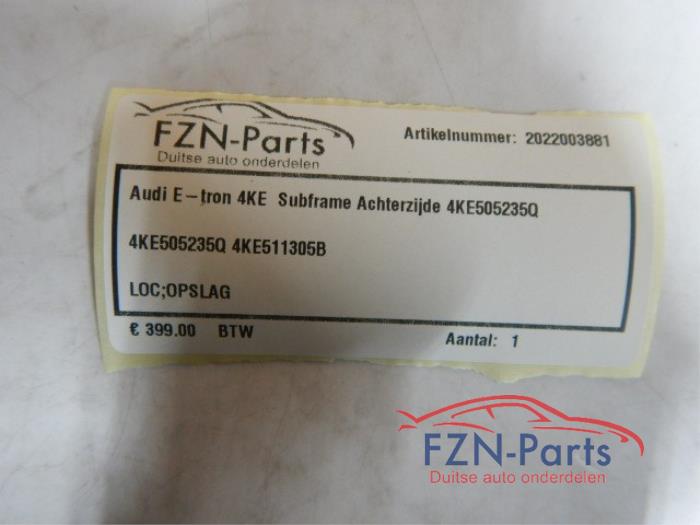 FZN-Parts
Duitse auto onderdelen
Artikelnummer: 2022003881
Audi E-tron 4KE Subframe Achterzijde 4KE505235Q
4KE505235Q 4KE511305B
LOC;OPSLAG
€ 399.00 BTW
Aantal: 1
FZN-Parts
Duitse auto onderdelen